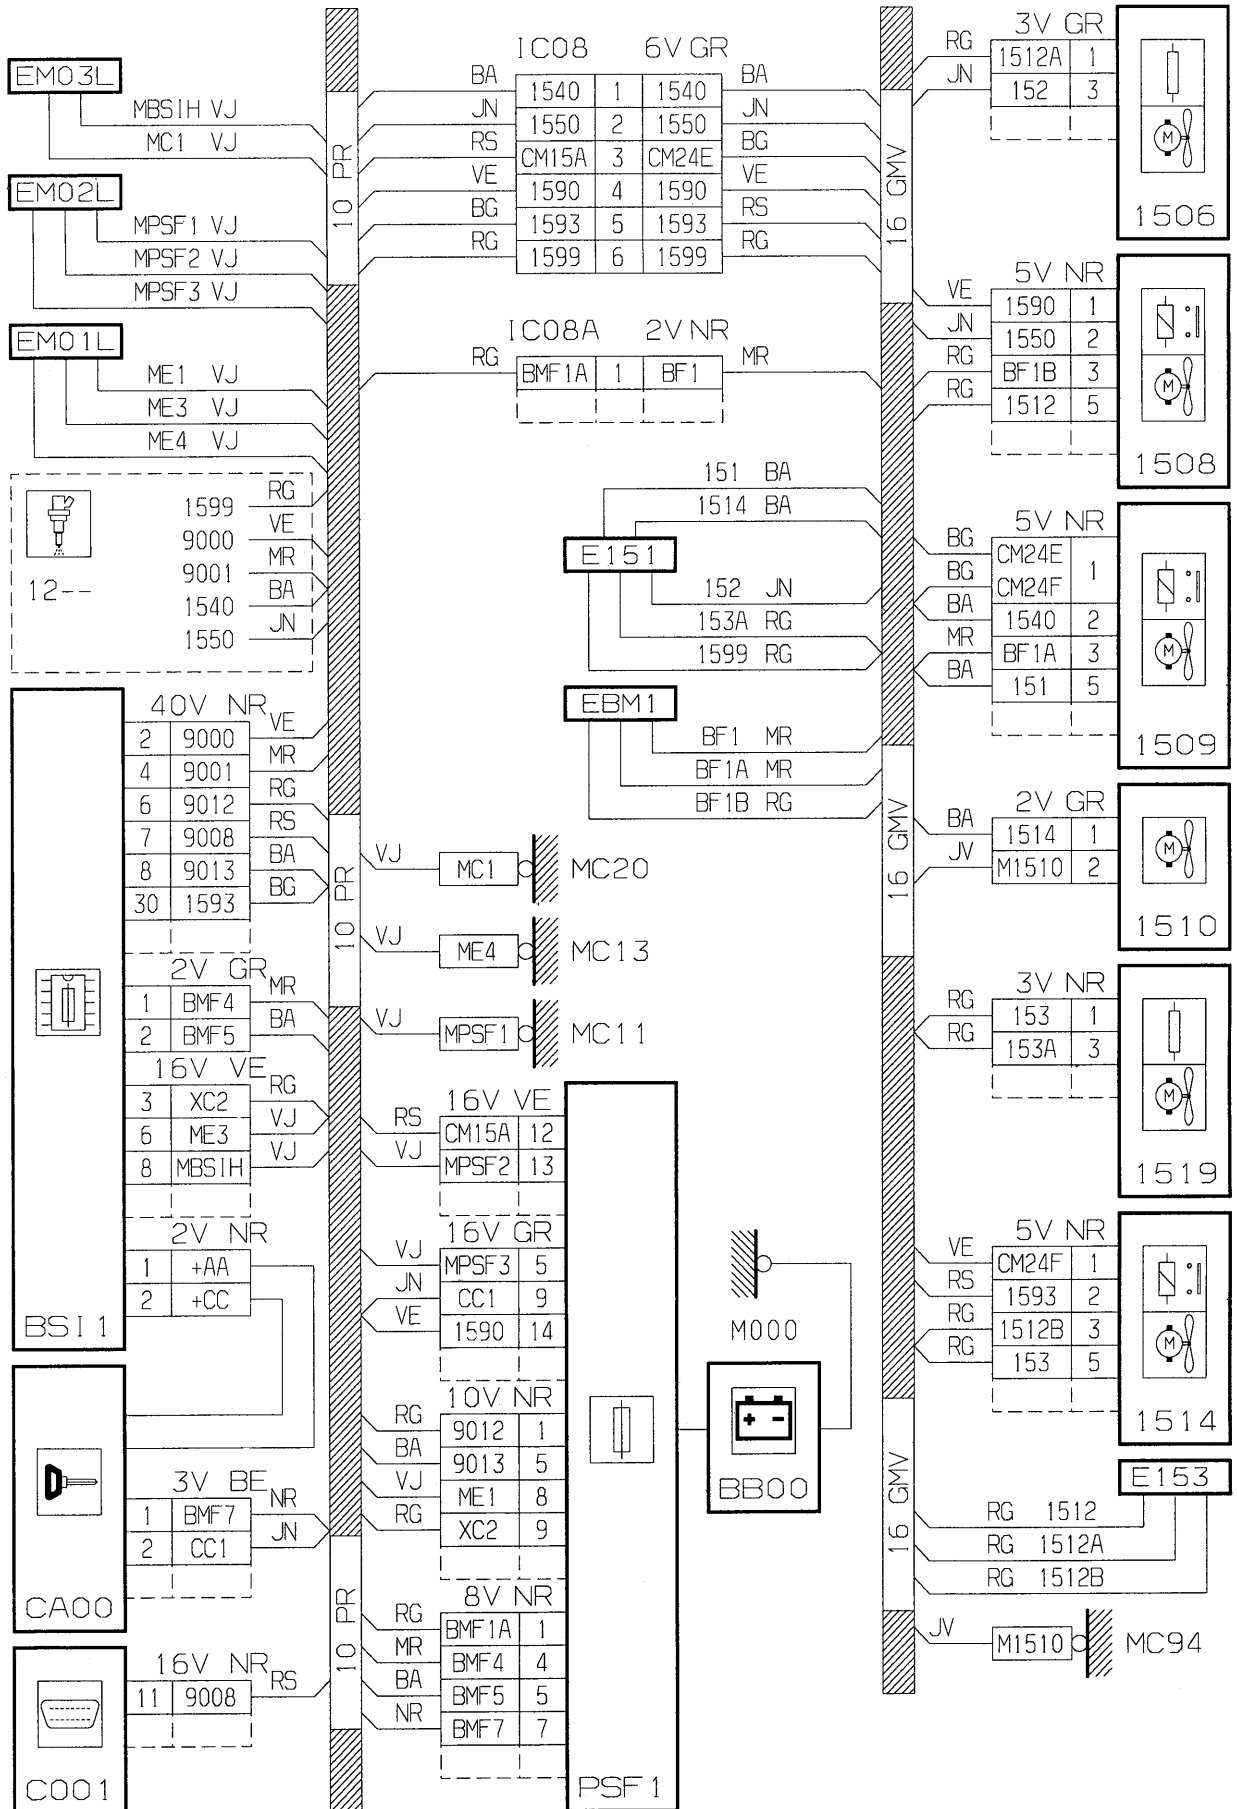 EM03L
MBSIH VJ
MC1 VJ
EM02L
MPSF1 VJ
MPSF2 VJ
MPSF3 VJ
EM01L
ME1 VJ
ME3 VJ
ME4 VJ
12--
1599 RG
9000 VE
9001 MR
1540 BA
1550 JN
40V NR
2 9000 VE
4 9001 MR
6 9012 RG
7 9008 RS
8 9013 BA
30 1593 BG
2V GR
1 BMF4 MR
2 BMF5 BA
16V VE
3 XC2 RG
6 ME3 VJ
8 MBSIH VJ
2V NR
1 +AA
2 +CC
BSI1
3V BE
1 BMF7 NR
2 CC1 JN
CA00
16V NR
11 9008 RS
C001
10 PR
10 PR
10 PR
IC08 6V GR
BA 1540 1 1540 BA
JN 1550 2 1550 JN
RS CM15A 3 CM24E BG
VE 1590 4 1590 VE
BG 1593 5 1593 RS
RG 1599 6 1599 RG
IC08A 2V NR
RG BMF1A 1 BF1 MR
151 BA
1514 BA
E151
152 JN
153A RG
1599 RG
EBM1
BF1 MR
BF1A MR
BF1B RG
VJ MC1 MC20
VJ ME4 MC13
VJ MPSF1 MC11
16V VE
RS CM15A 12
VJ MPSF2 13
16V GR
VJ MPSF3 5
JN CC1 9
VE 1590 14
10V NR
RG 9012 1
BA 9013 5
VJ ME1 8
RG XC2 9
8V NR
RG BMF1A 1
MR BMF4 4
BA BMF5 5
NR BMF7 7
PSF1
M000
+ -
BB00
16 GMV
16 GMV
16 GMV
3V GR
RG 1512A 1
JN 152 3
M
1506
5V NR
VE 1590 1
JN 1550 2
RG BF1B 3
RG 1512 5
M
1508
5V NR
BG CM24E
1
BG CM24F
BA 1540 2
MR BF1A 3
BA 151 5
M
1509
2V GR
BA 1514 1
JV M1510 2
M
1510
3V NR
RG 153 1
RG 153A 3
M
1519
5V NR
VE CM24F 1
RS 1593 2
RG 1512B 3
RG 153 5
M
1514
E153
RG 1512
RG 1512A
RG 1512B
JV M1510 MC94